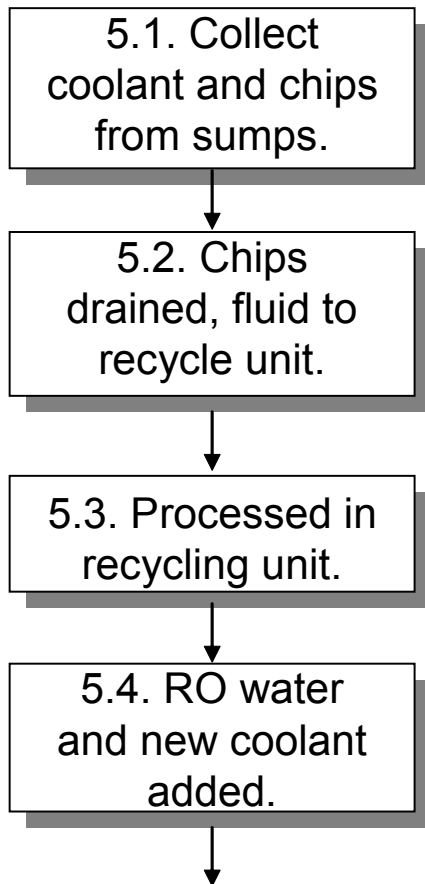 5.1. Collect
coolant and chips
from sumps.
5.2. Chips
drained, fluid to
recycle unit.
5.3. Processed in
recycling unit.
5.4. RO water
and new coolant
added.